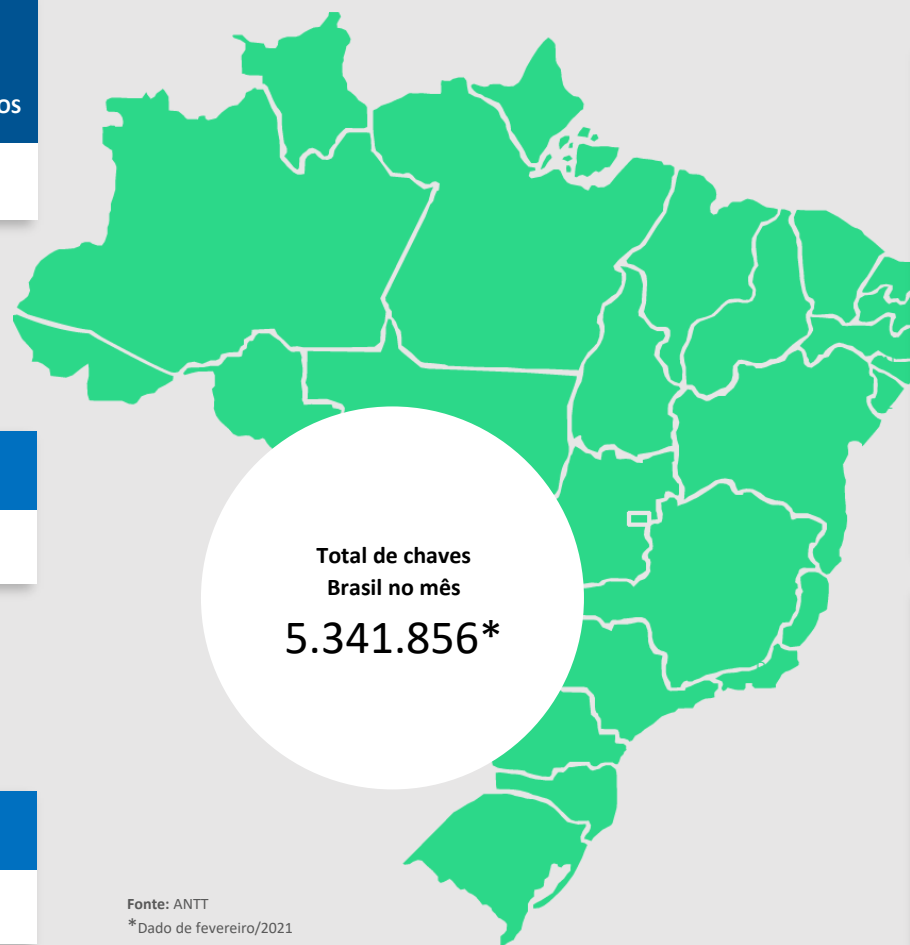 OS
Total de chaves
Brasil no mês
5.341.856*
Fonte: ANTT
*Dado de fevereiro/2021